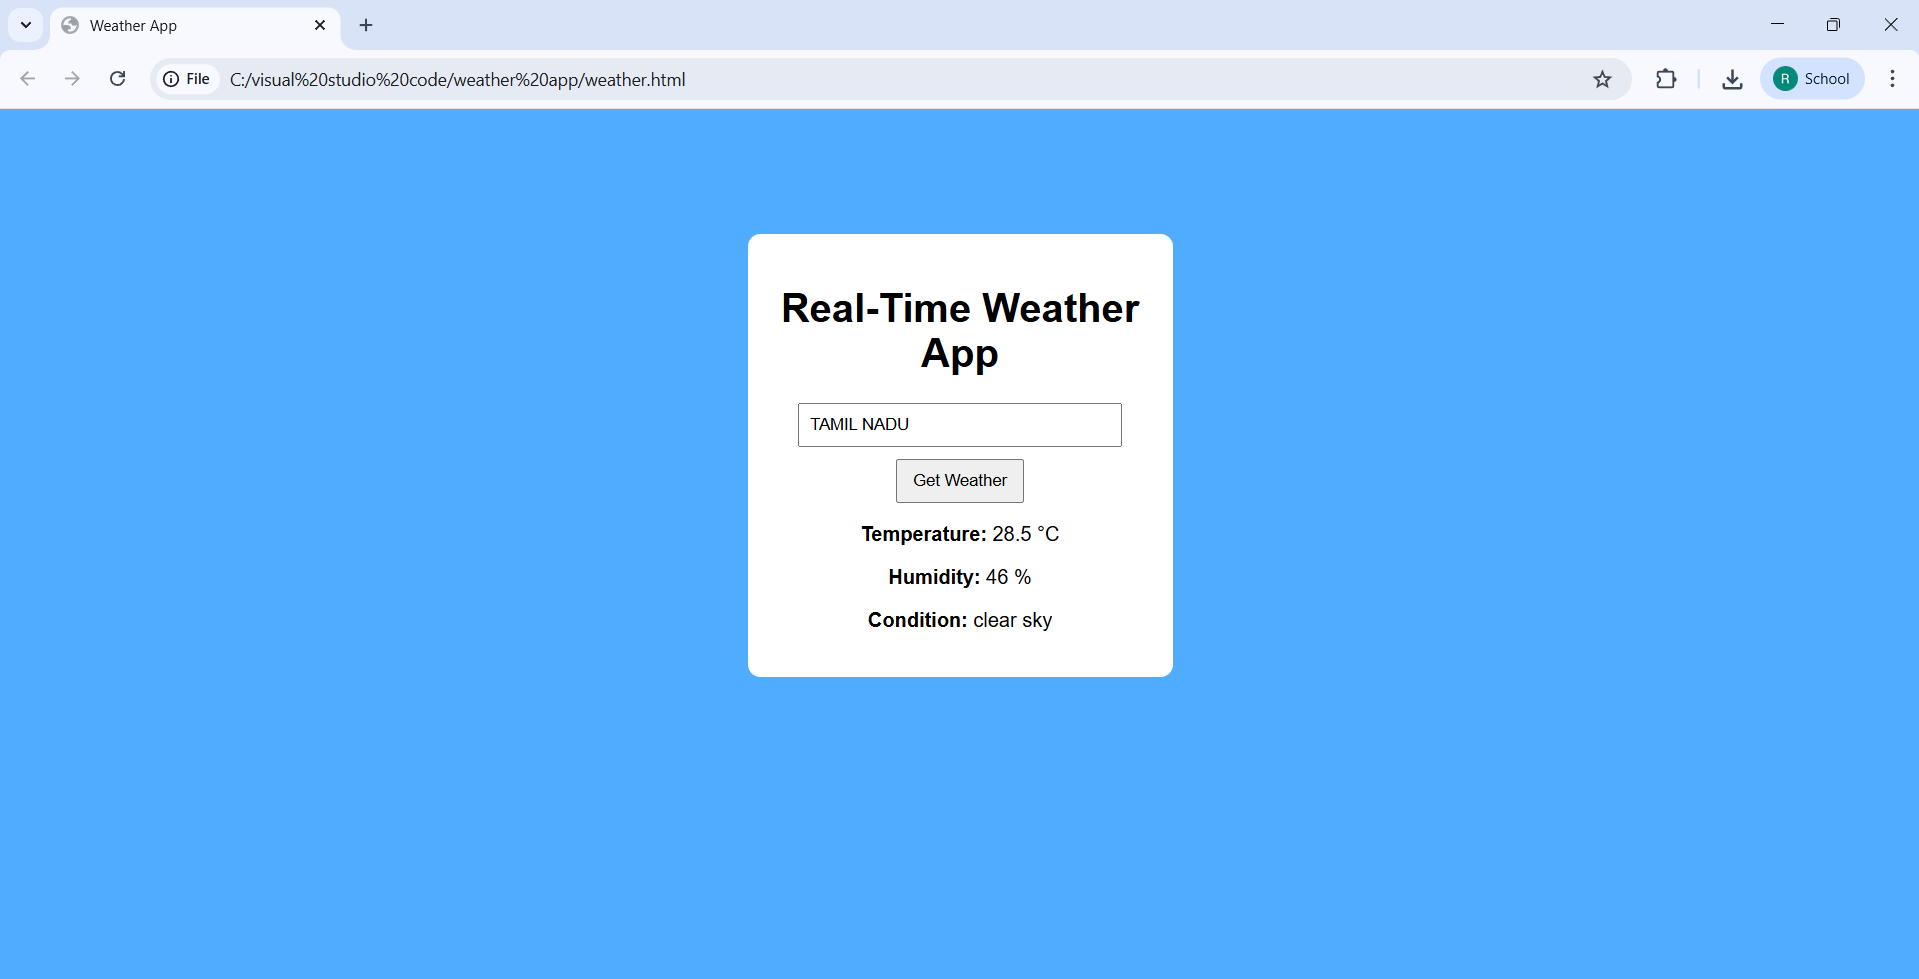 Weather App
File C:/visual%20studio%20code/weather%20app/weather.html R School
Real-Time Weather
App
TAMIL NADU
Get Weather
Temperature: 28.5 °C
Humidity: 46 %
Condition: clear sky